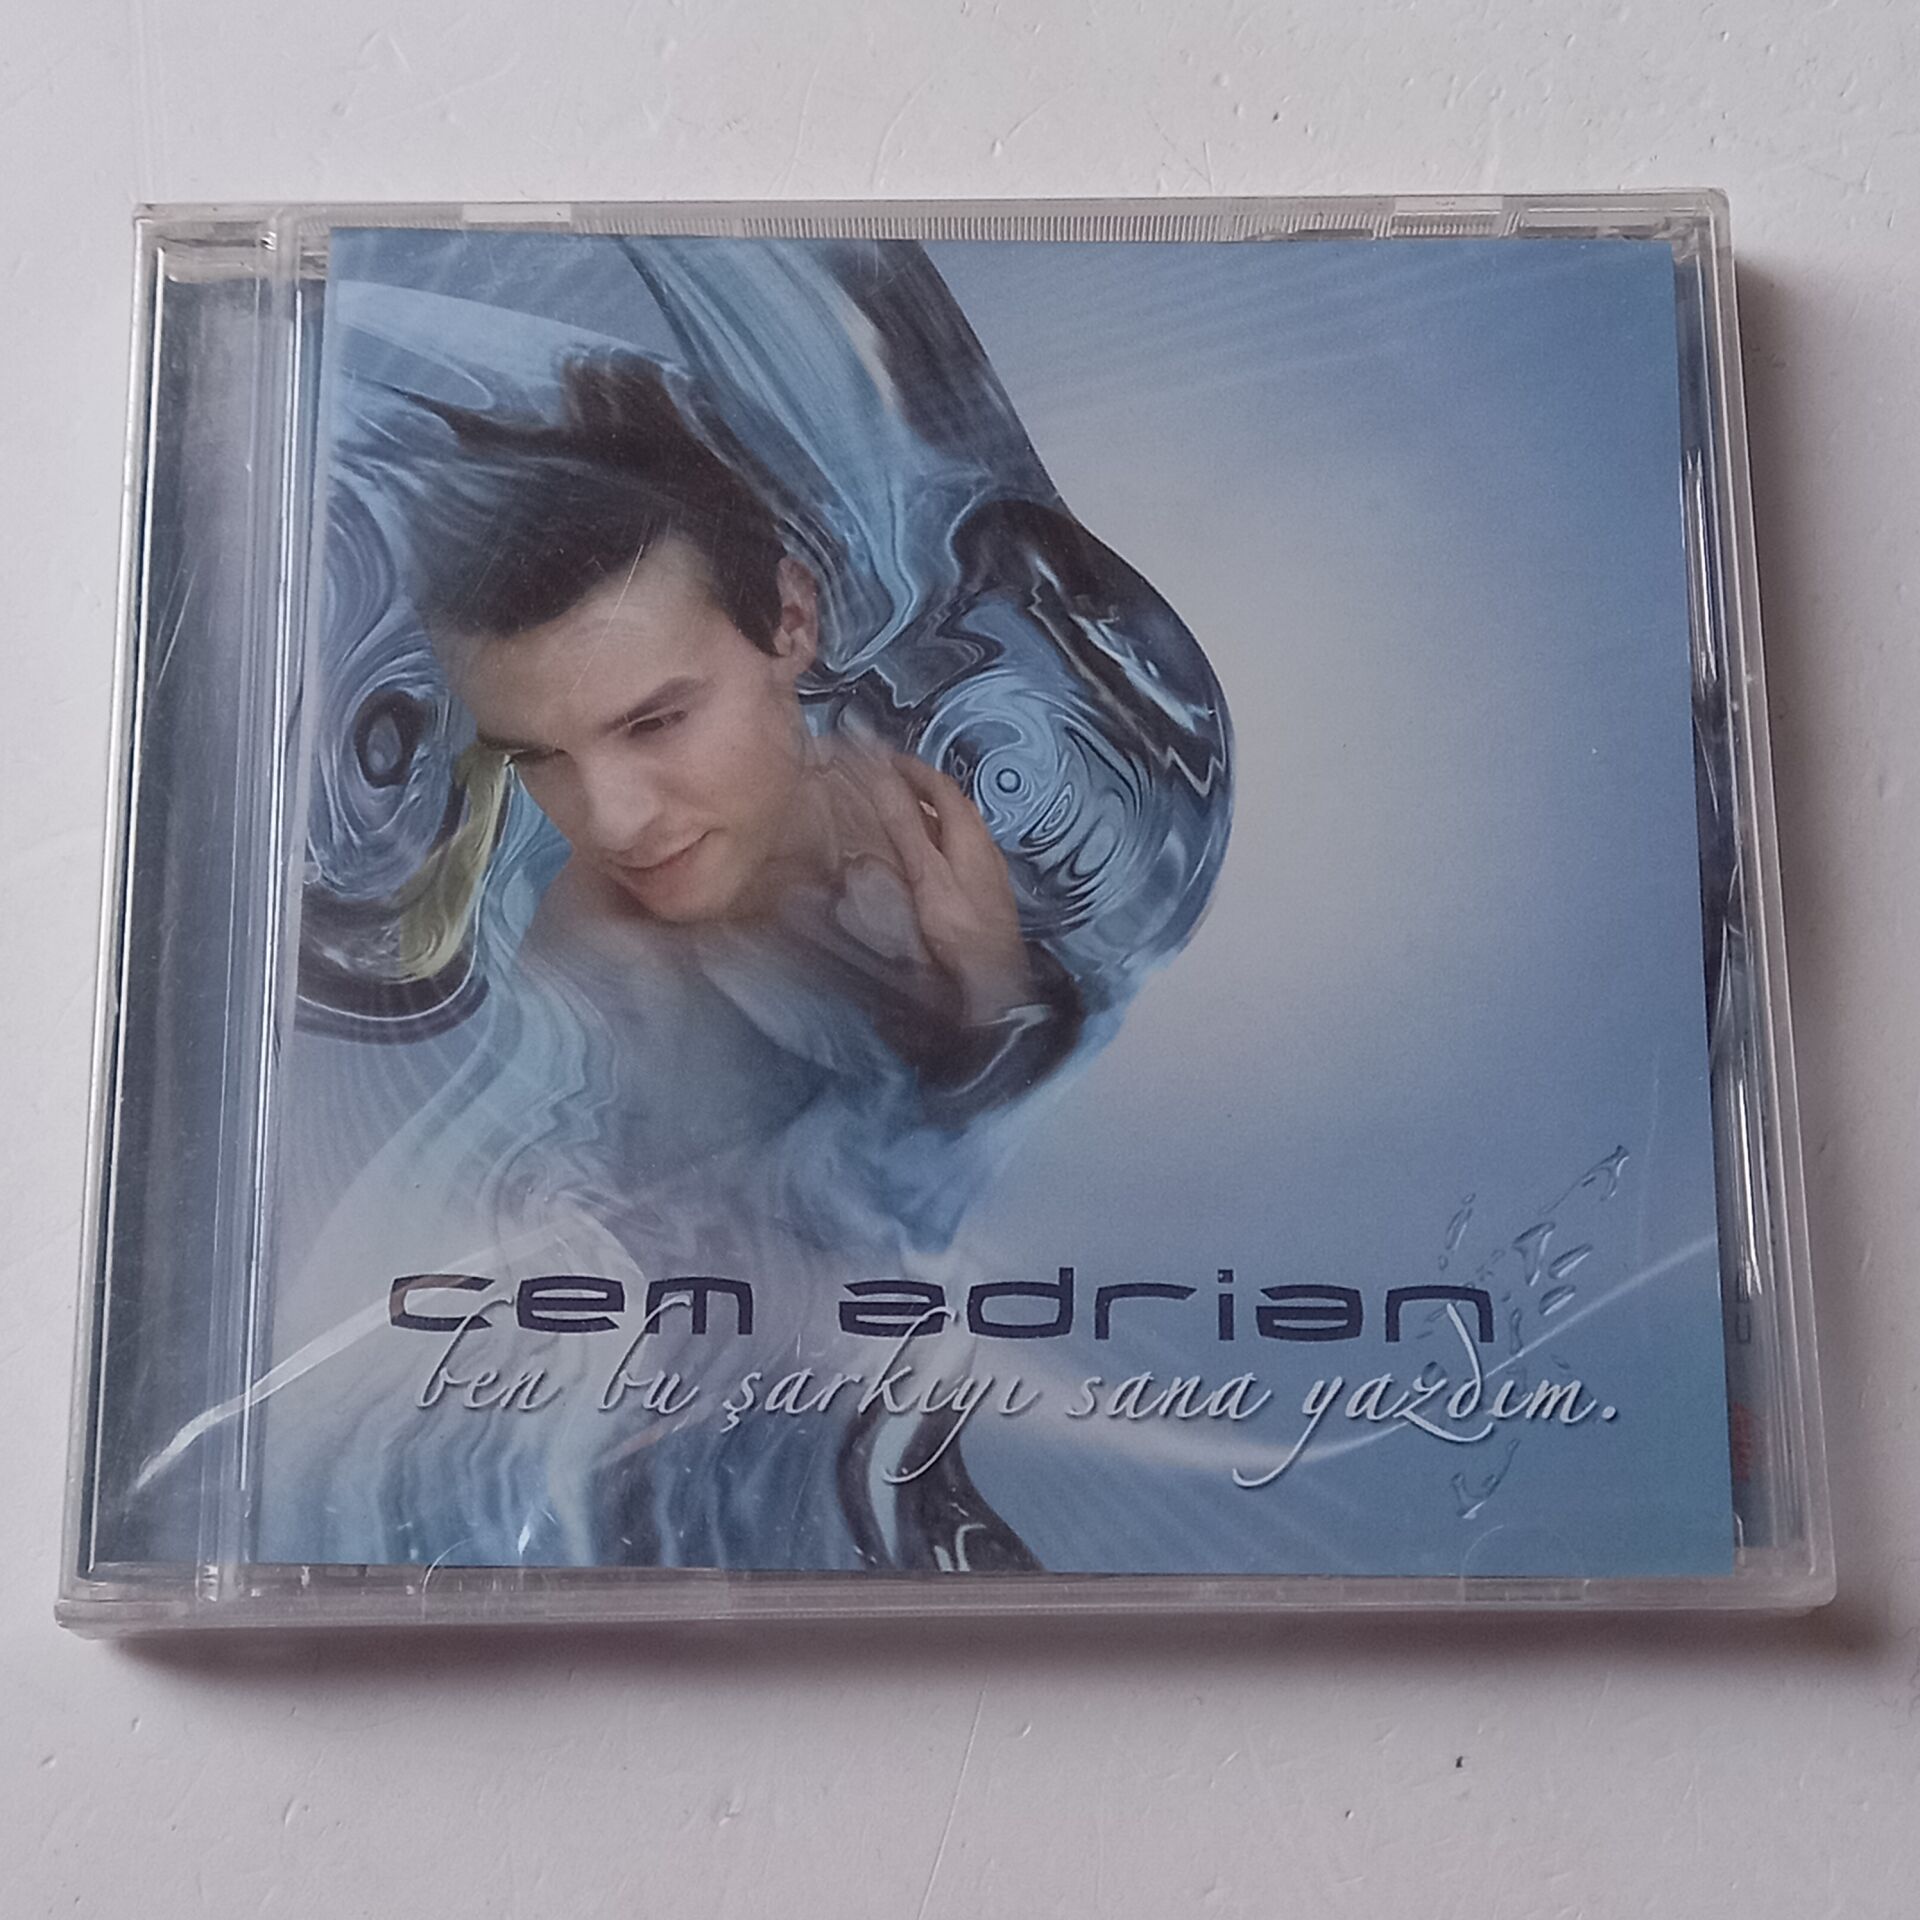 cem adrian
ben bu şarkıyı sana yazdım.